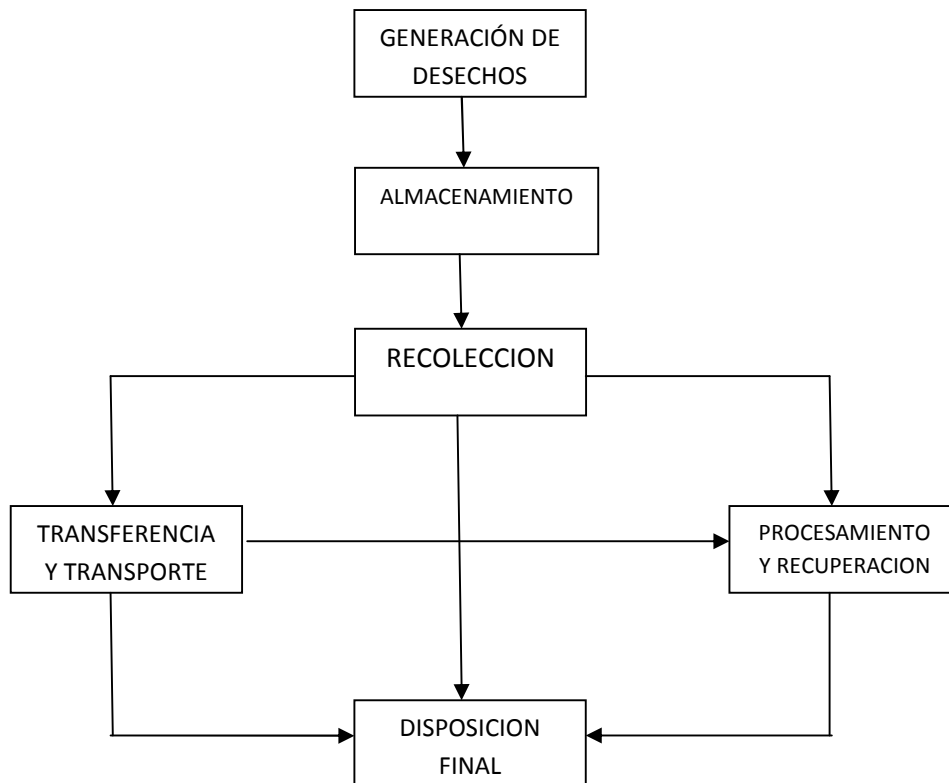 GENERACIÓN DE
DESECHOS
ALMACENAMIENTO
RECOLECCION
TRANSFERENCIA
Y TRANSPORTE
PROCESAMIENTO
Y RECUPERACION
DISPOSICION
FINAL